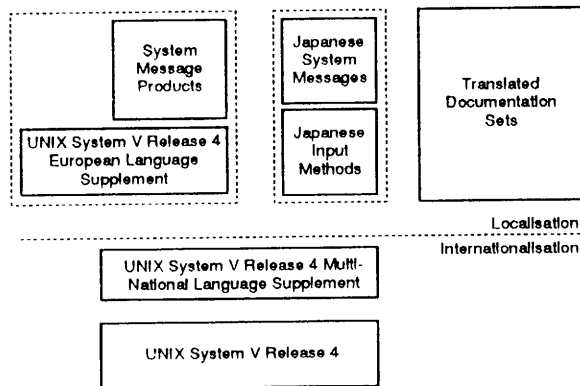 System
Message
Products
UNIX System V Release 4
European Language
Supplement
Japanese
System
Messages
Japanese
Input
Methods
Translated
Documentation
Sets
Localisation
Internationalisation
UNIX System V Release 4 Multi-
National Language Supplement
UNIX System V Release 4